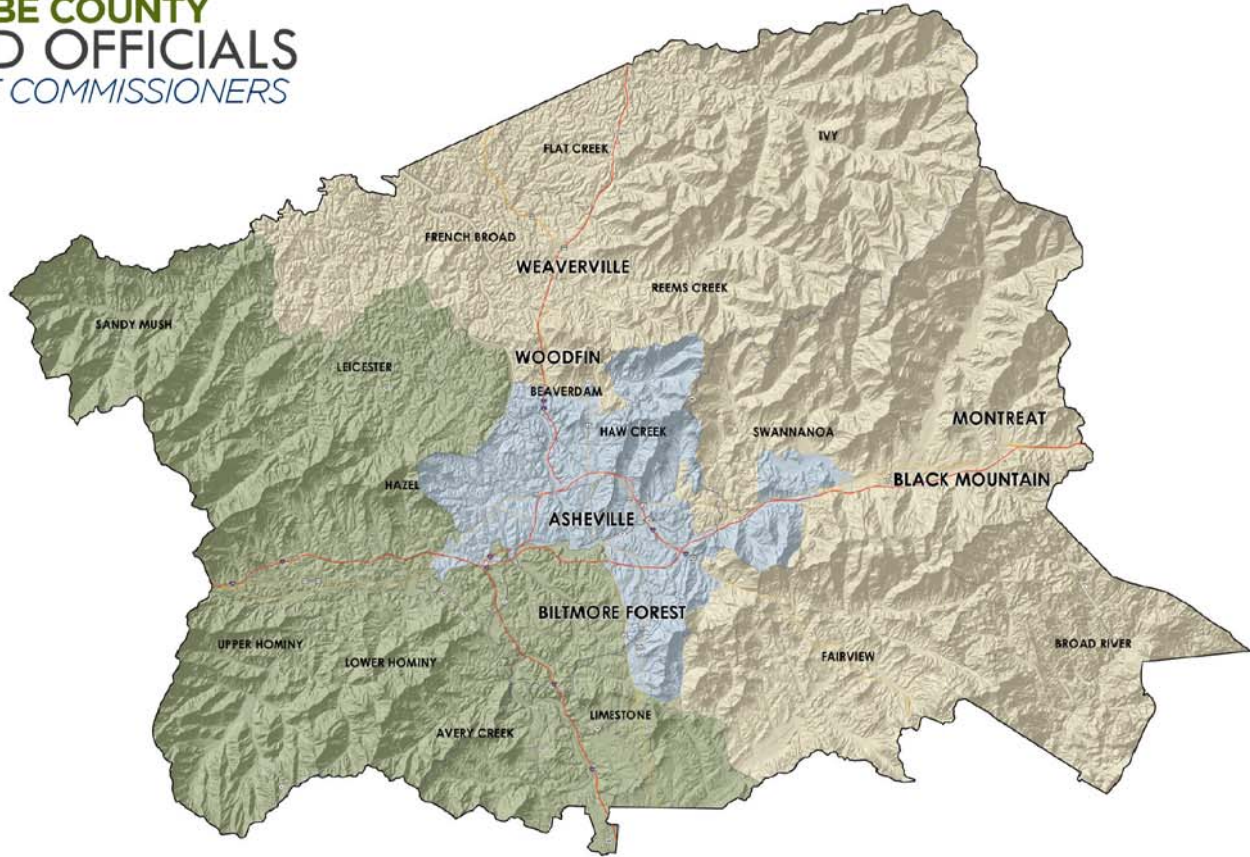 BE COUNTY
D OFFICIALS
COMMISSIONERS
IVY
FLAT CREEK
FRENCH BROAD
WEAVERVILLE
REEMS CREEK
SANDY MUSH
WOODFIN
LEICESTER
BEAVERDAM
MONTREAT
HAW CREEK
SWANNANOA
BLACK MOUNTAIN
HAZEL
ASHEVILLE
BILTMORE FOREST
UPPER HOMINY
BROAD RIVER
FAIRVIEW
LOWER HOMINY
LIMESTONE
AVERY CREEK